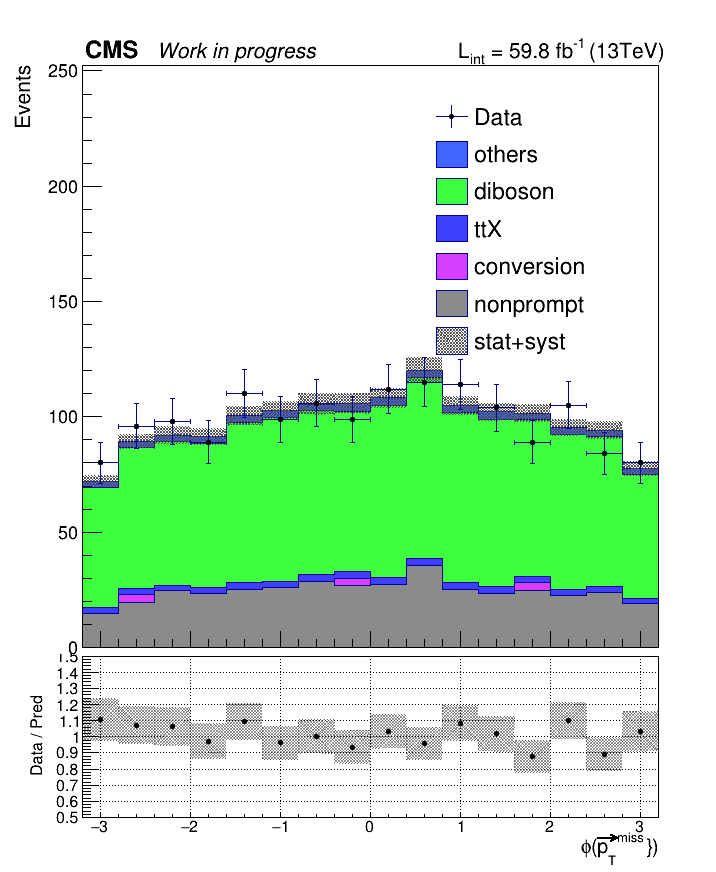 CMS Work in progress L_int = 59.8 fb⁻¹ (13TeV)
Events
250
200
150
100
50
0
Data
others
diboson
ttX
conversion
nonprompt
stat+syst
Data / Pred
1.5
1.4
1.3
1.2
1.1
1
0.9
0.8
0.7
0.6
0.5
−3 −2 −1 0 1 2 3
ϕ(p⃗_T^miss })